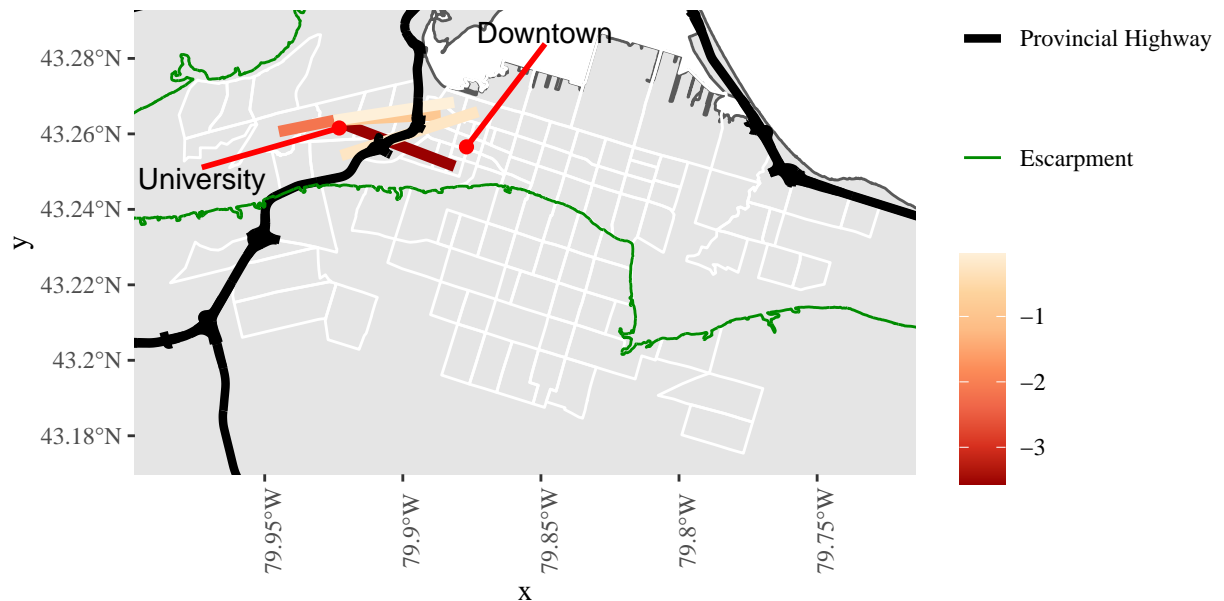 Downtown
University
43.28°N
43.26°N
43.24°N
43.22°N
43.2°N
43.18°N
y
79.95°W
79.9°W
79.85°W
79.8°W
79.75°W
x
Provincial Highway
Escarpment
−1
−2
−3